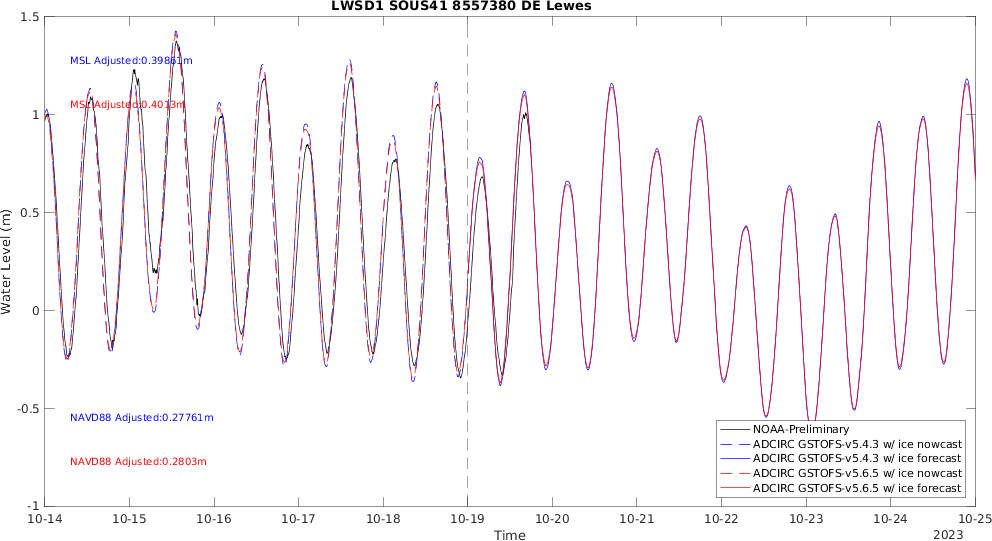 LWSD1 SOUS41 8557380 DE Lewes
1.5
MSL Adjusted:0.39861m
MSL Adjusted:0.4013m
1
0.5
Water Level (m)
0
-0.5
NAVD88 Adjusted:0.27761m
NAVD88 Adjusted:0.2803m
NOAA-Preliminary
ADCIRC GSTOFS-v5.4.3 w/ ice nowcast
ADCIRC GSTOFS-v5.4.3 w/ ice forecast
ADCIRC GSTOFS-v5.6.5 w/ ice nowcast
ADCIRC GSTOFS-v5.6.5 w/ ice forecast
-1
10-14 10-15 10-16 10-17 10-18 10-19 10-20 10-21 10-22 10-23 10-24 10-25
Time
2023